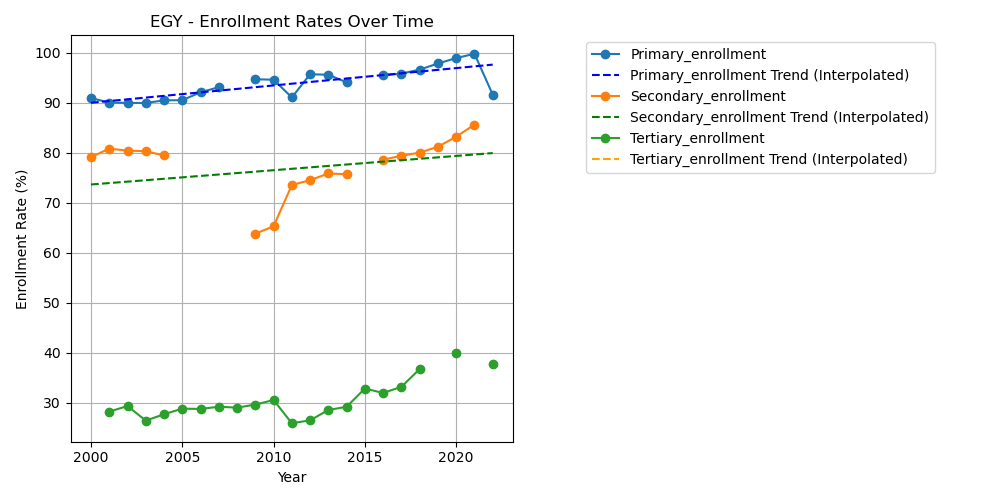 EGY - Enrollment Rates Over Time
Primary_enrollment
Primary_enrollment Trend (Interpolated)
Secondary_enrollment
Secondary_enrollment Trend (Interpolated)
Tertiary_enrollment
Tertiary_enrollment Trend (Interpolated)
Enrollment Rate (%)
100
90
80
70
60
50
40
30
2000 2005 2010 2015 2020
Year